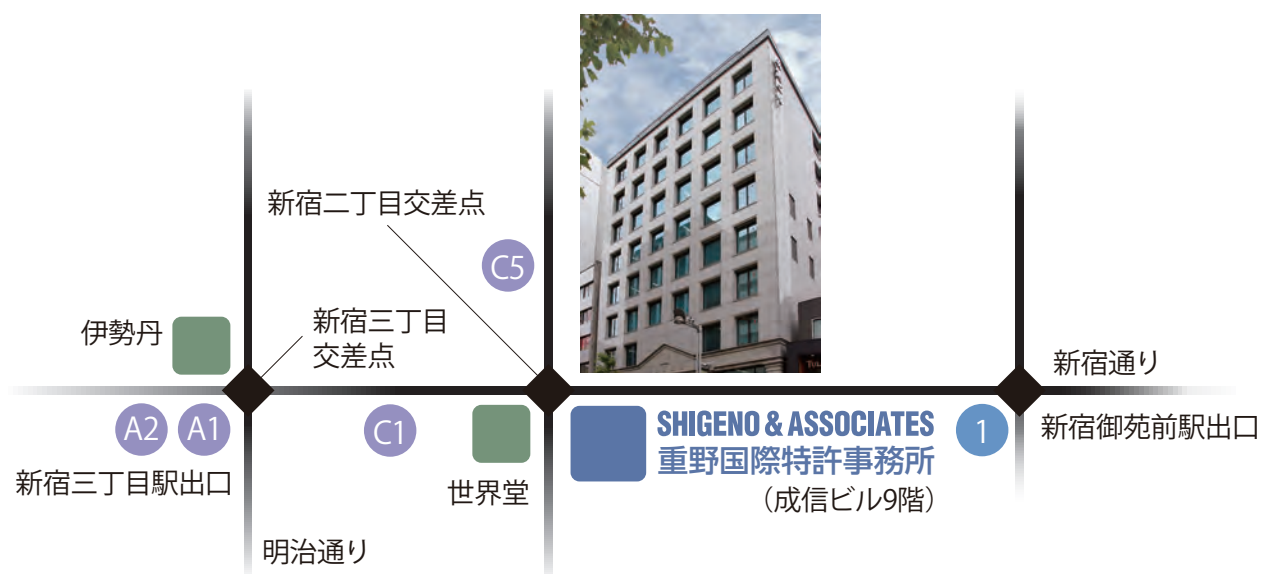 新宿二丁目交差点
C5
伊勢丹
新宿三丁目
交差点
新宿通り
A2
A1
C1
SHIGENO & ASSOCIATES
重野国際特許事務所
(成信ビル9階)
1
新宿御苑前駅出口
新宿三丁目駅出口
世界堂
明治通り